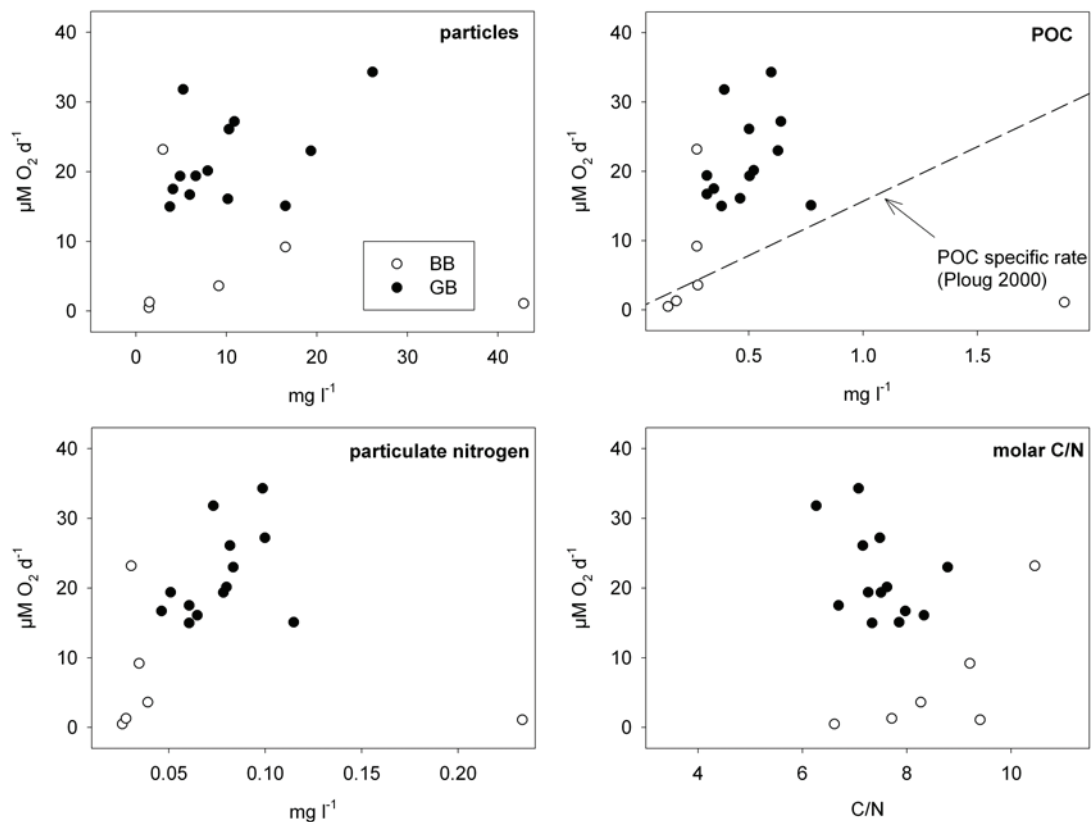 particles
40
30
20
10
0
µM O₂ d⁻¹
BB
GB
0 10 20 30 40
mg l⁻¹
POC
40
30
20
10
0
µM O₂ d⁻¹
POC specific rate
(Ploug 2000)
0.5 1.0 1.5
mg l⁻¹
particulate nitrogen
40
30
20
10
0
µM O₂ d⁻¹
0.05 0.10 0.15 0.20
mg l⁻¹
molar C/N
40
30
20
10
0
µM O₂ d⁻¹
4 6 8 10
C/N